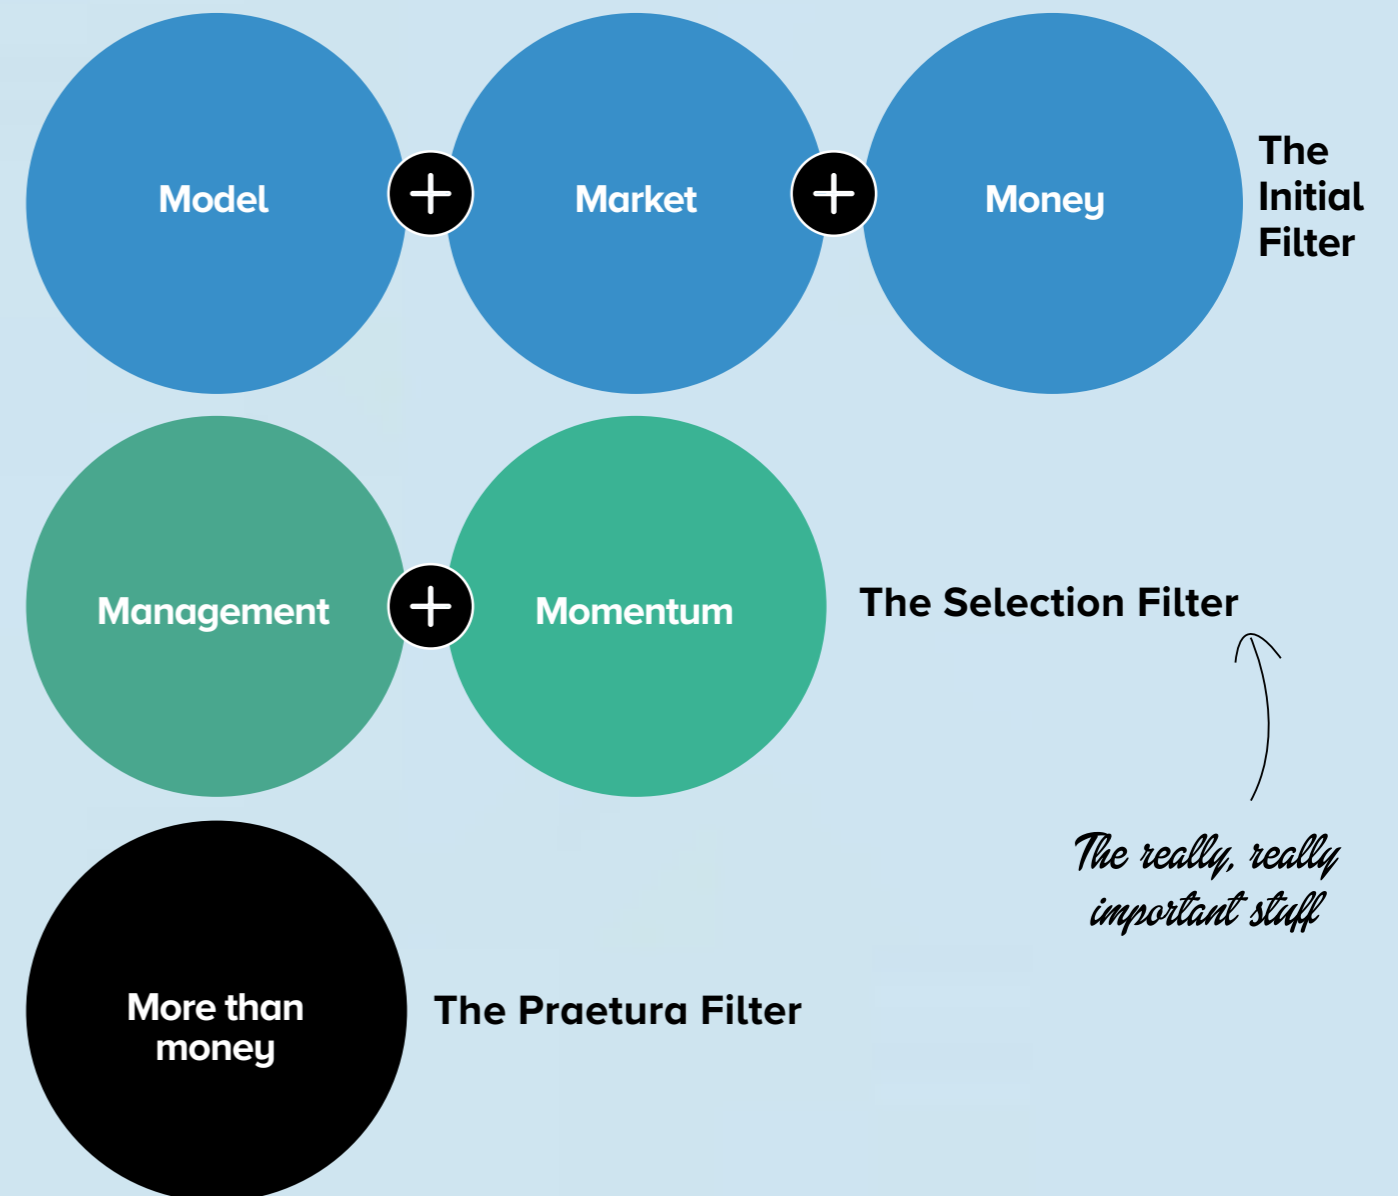 Model
Market
Money
The
Initial
Filter
Management
Momentum
The Selection Filter
The really, really
important stuff
More than
money
The Praetura Filter